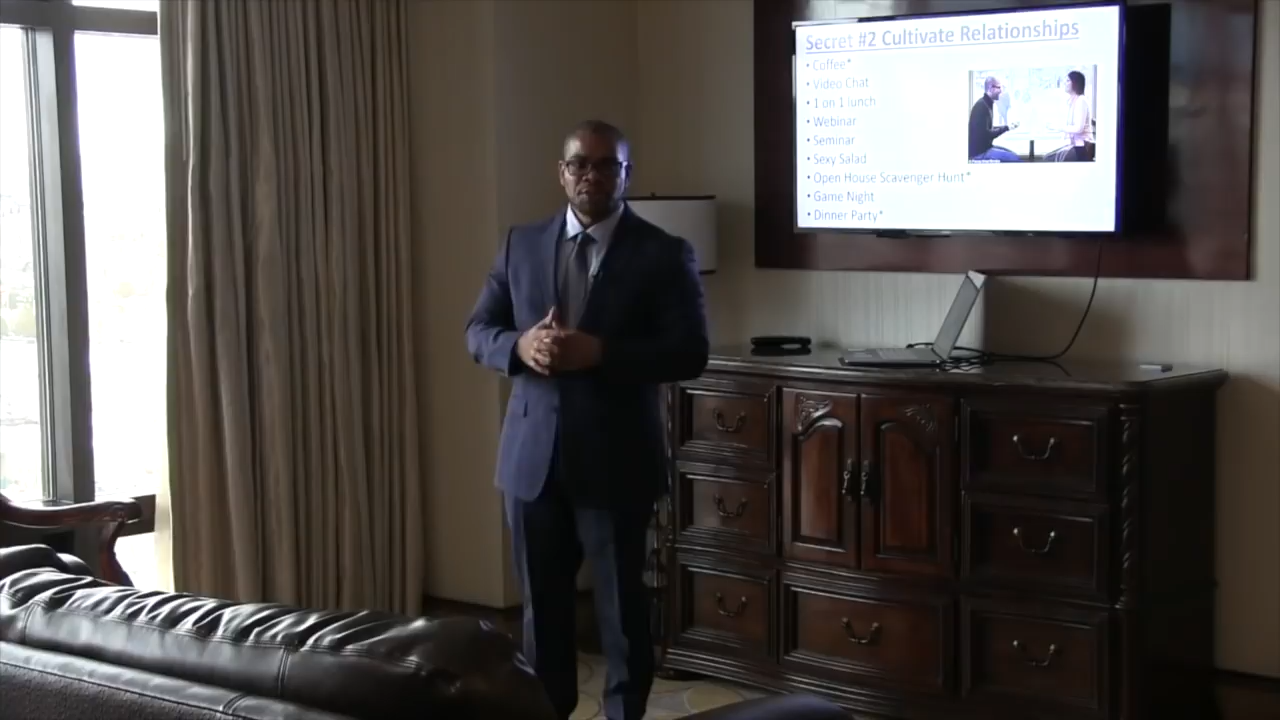 Secret #2 Cultivate Relationships
• Coffee*
• Video Chat
• 1 on 1 lunch
• Webinar
• Seminar
• Sexy Salad
• Open House Scavenger Hunt*
• Game Night
• Dinner Party*